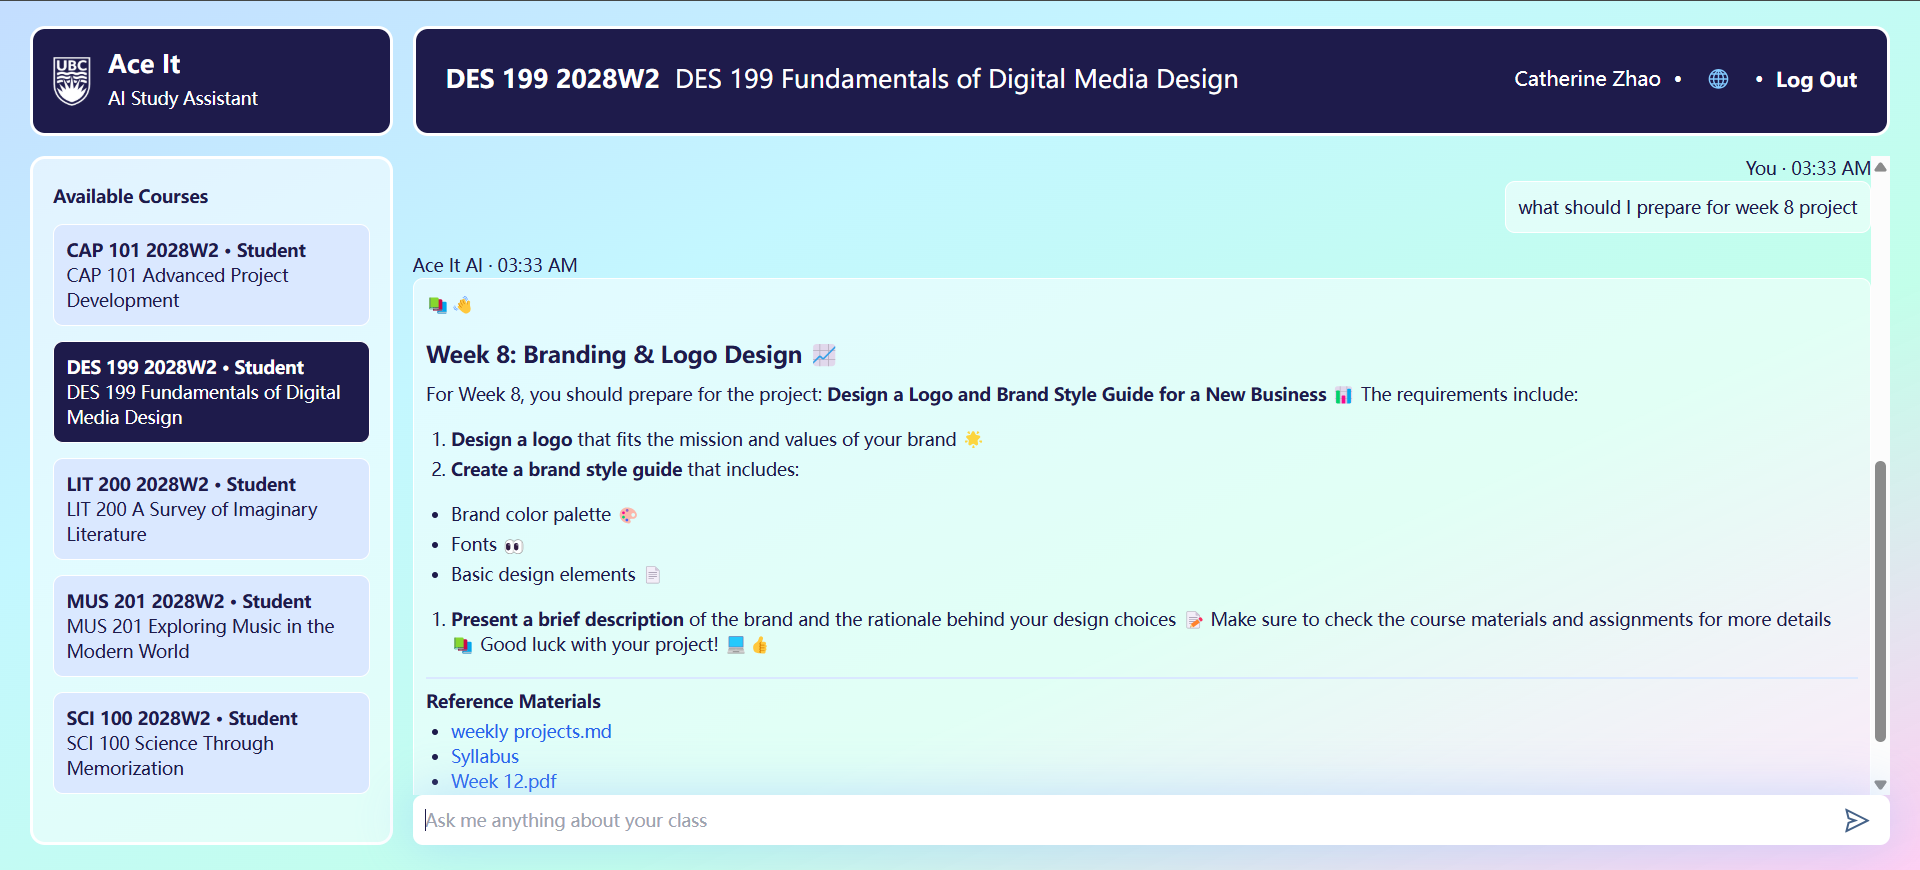 UBC
Ace It
AI Study Assistant
DES 199 2028W2 DES 199 Fundamentals of Digital Media Design
Catherine Zhao • 🌐 • Log Out
Available Courses
CAP 101 2028W2 • Student
CAP 101 Advanced Project
Development
DES 199 2028W2 • Student
DES 199 Fundamentals of Digital
Media Design
LIT 200 2028W2 • Student
LIT 200 A Survey of Imaginary
Literature
MUS 201 2028W2 • Student
MUS 201 Exploring Music in the
Modern World
SCI 100 2028W2 • Student
SCI 100 Science Through
Memorization
You · 03:33 AM
what should I prepare for week 8 project
Ace It AI · 03:33 AM
📚 👋
Week 8: Branding & Logo Design 📈
For Week 8, you should prepare for the project: Design a Logo and Brand Style Guide for a New Business 📊 The requirements include:
1. Design a logo that fits the mission and values of your brand 🌟
2. Create a brand style guide that includes:
• Brand color palette 🎨
• Fonts 👀
• Basic design elements 📄
1. Present a brief description of the brand and the rationale behind your design choices 📝 Make sure to check the course materials and assignments for more details
📚 Good luck with your project! 💻 👍
Reference Materials
• weekly projects.md
• Syllabus
• Week 12.pdf
Ask me anything about your class